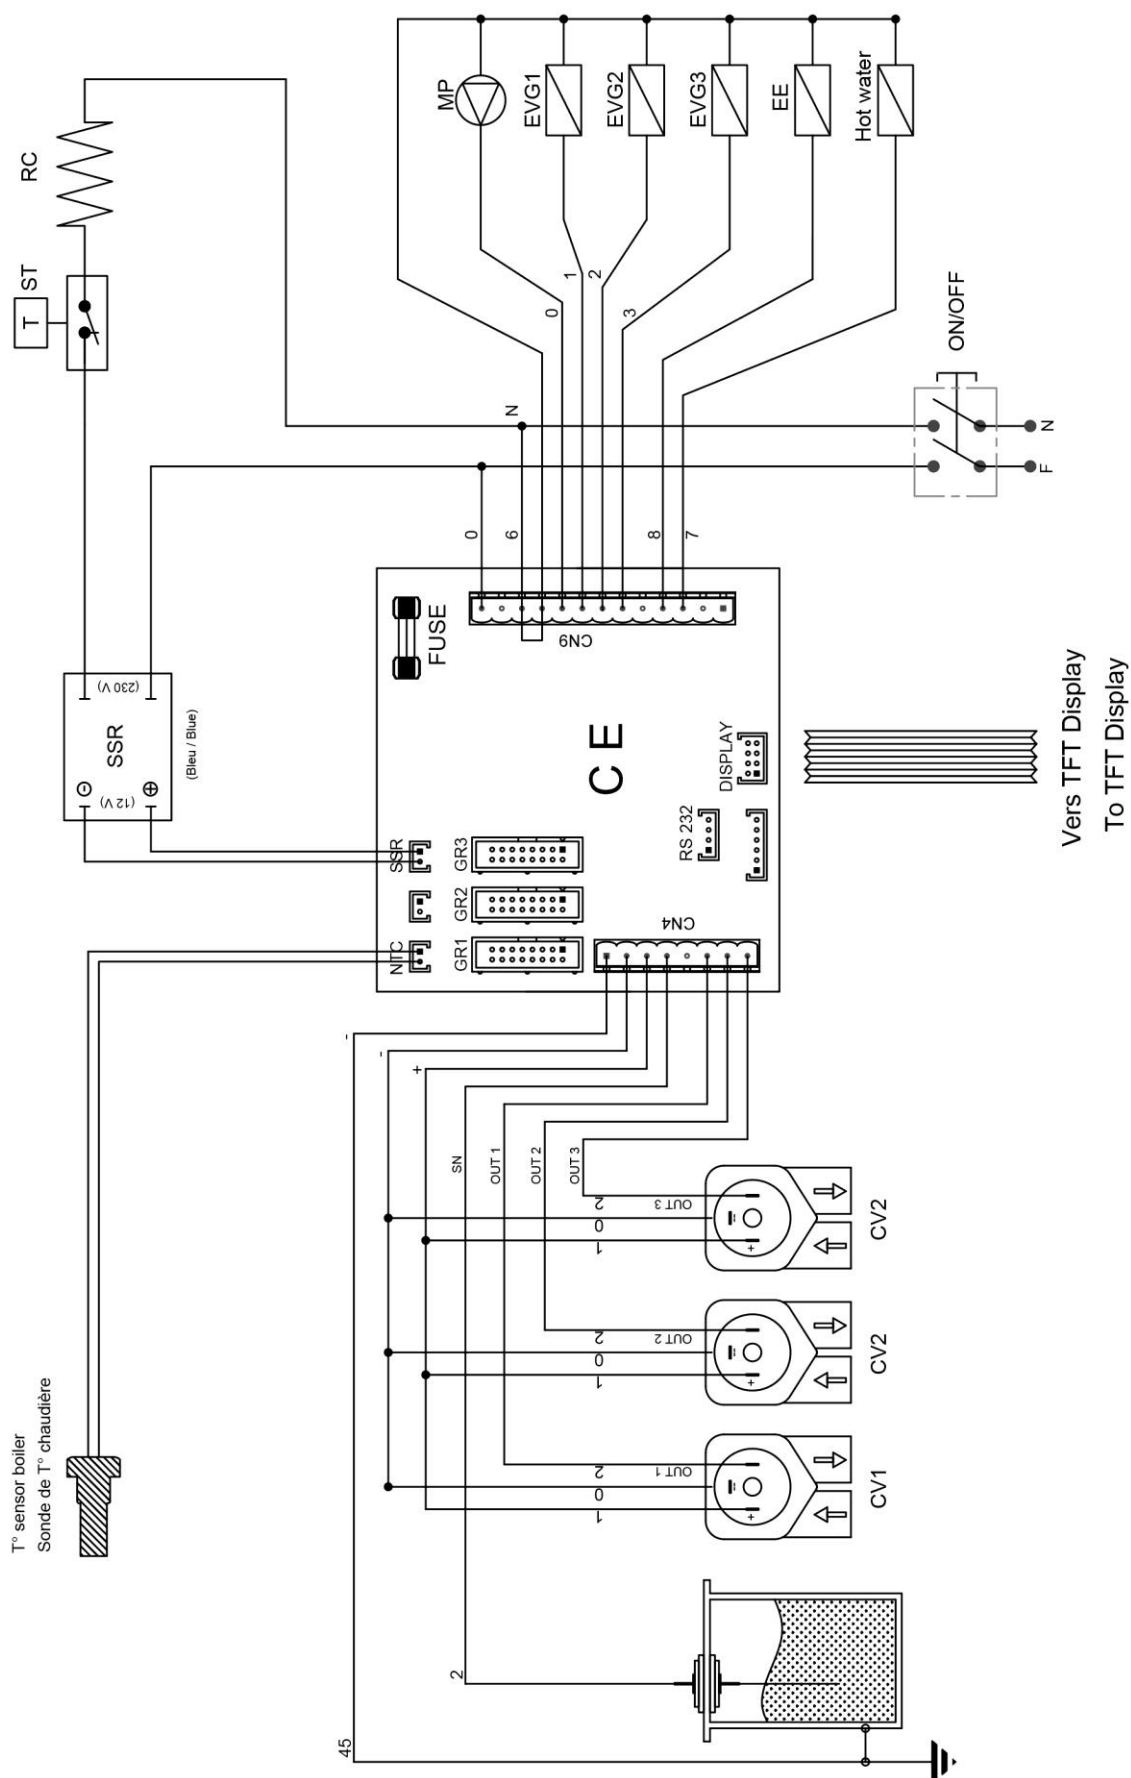 MP
EVG1
EVG2
EVG3
EE
Hot water
RC
ST
T
0
1
2
3
ON/OFF
N
N
F
0
6
8
7
FUSE
CN9
C E
SSR
(230 V)
(12 V)
(Bleu / Blue)
DISPLAY
RS 232
SSR
NTC
GR3
GR2
GR1
CN4
Vers TFT Display
To TFT Display
-
-
+
SN
OUT 1
OUT 2
OUT 3
2
0
1
OUT 3
+
CV2
2
0
1
OUT 2
+
CV2
2
0
1
OUT 1
+
CV1
T° sensor boiler
Sonde de T° chaudière
2
45